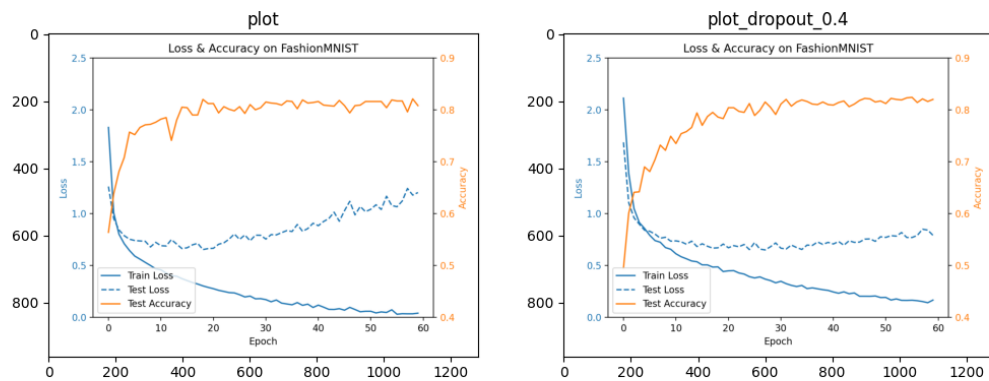 plot
Loss & Accuracy on FashionMNIST
2.5
2.0
1.5
1.0
0.5
0.0
Loss
0.9
0.8
0.7
0.6
0.5
0.4
Accuracy
Train Loss
Test Loss
Test Accuracy
0 10 20 30 40 50 60
Epoch
0
200
400
600
800
0 200 400 600 800 1000 1200
plot_dropout_0.4
Loss & Accuracy on FashionMNIST
2.5
2.0
1.5
1.0
0.5
0.0
Loss
0.9
0.8
0.7
0.6
0.5
0.4
Accuracy
Train Loss
Test Loss
Test Accuracy
0 10 20 30 40 50 60
Epoch
0
200
400
600
800
0 200 400 600 800 1000 1200